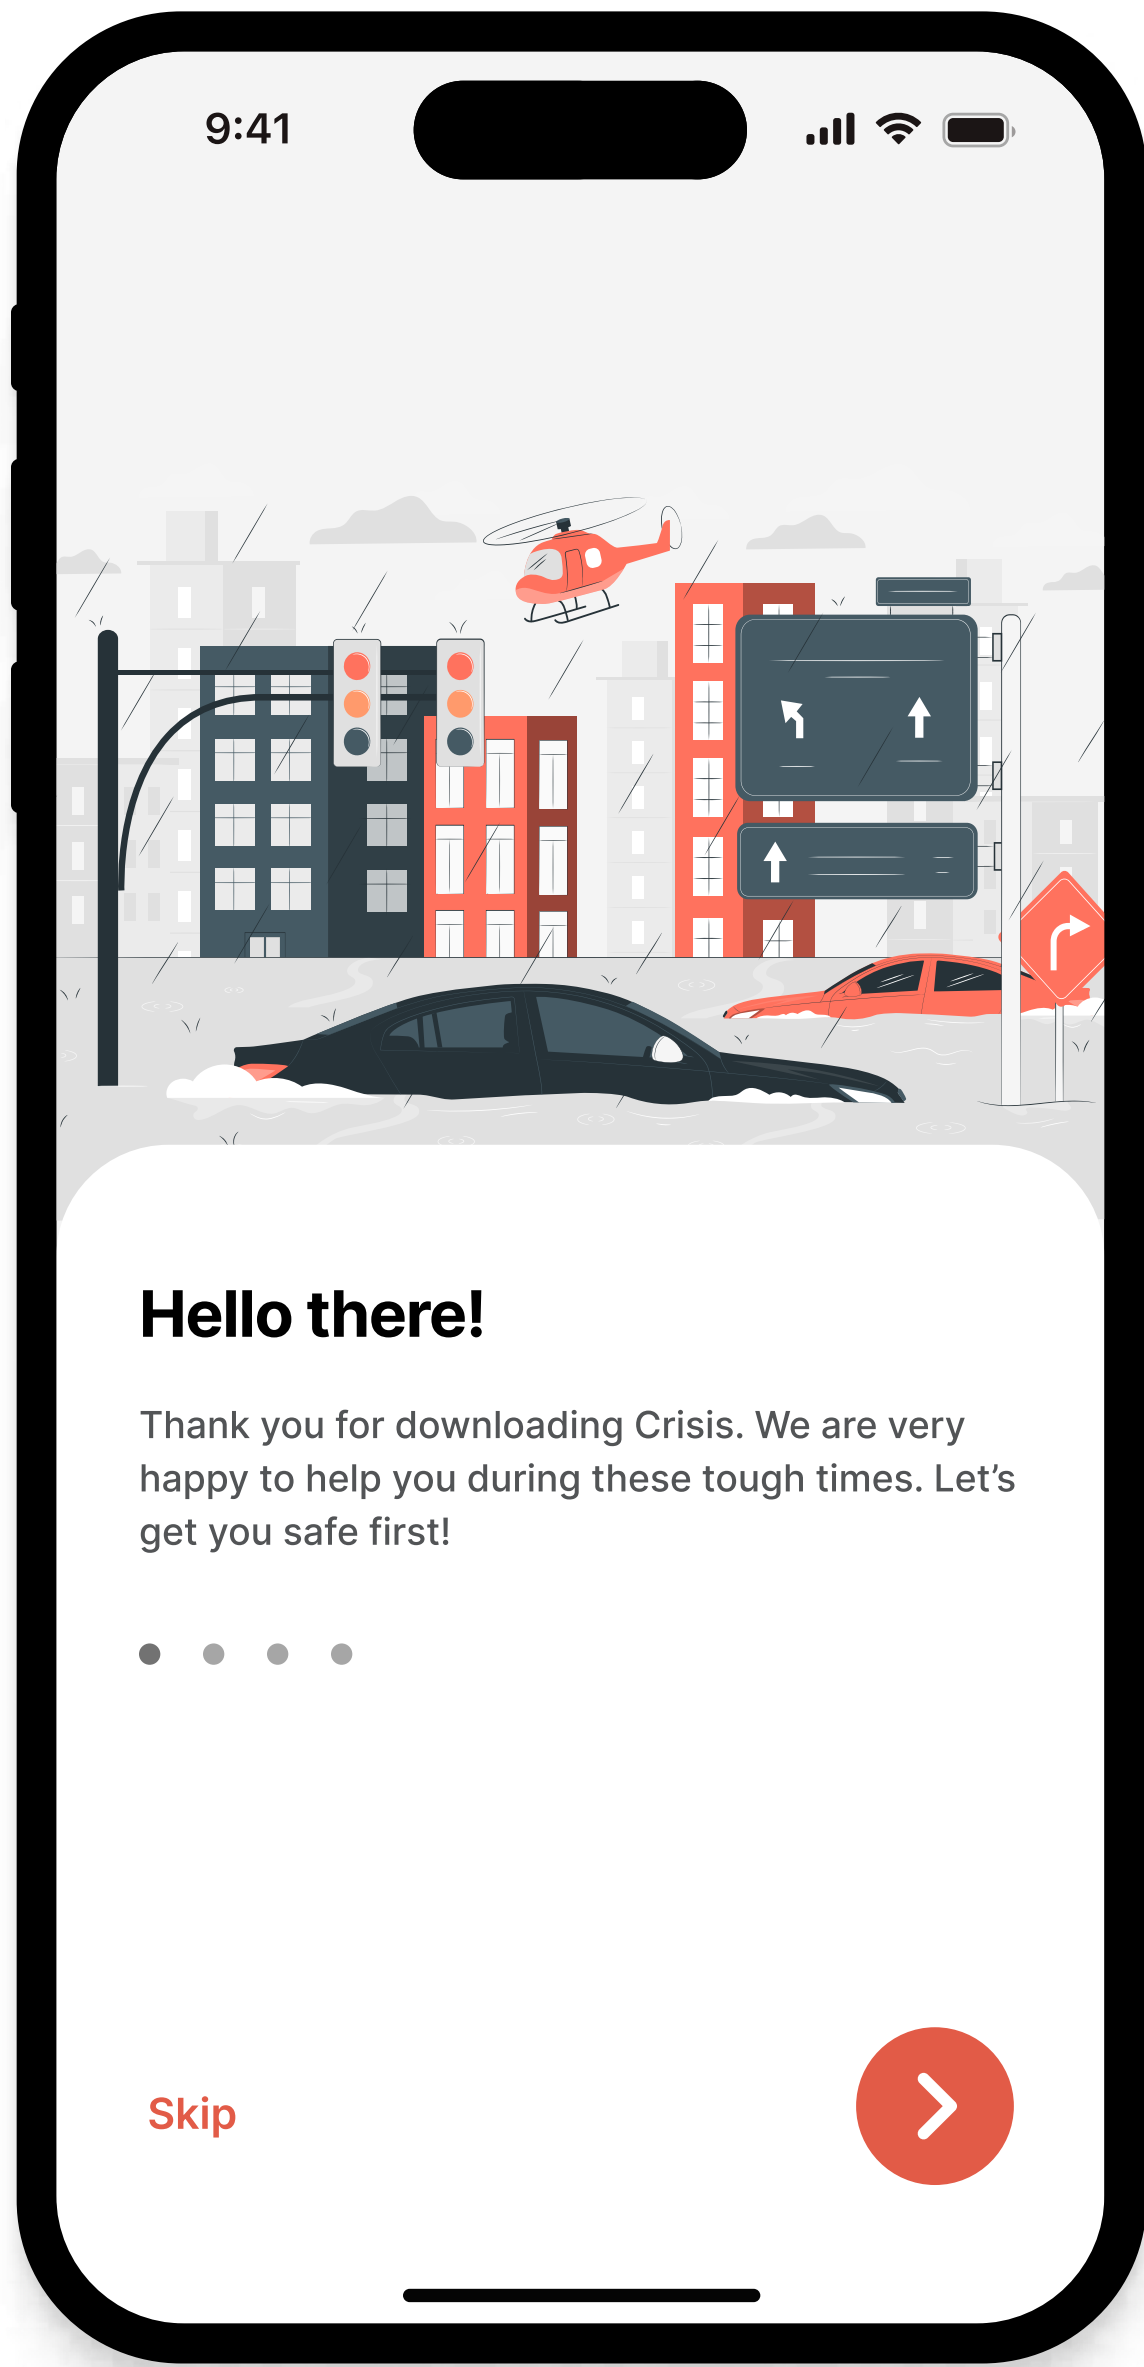 9:41
Hello there!
Thank you for downloading Crisis. We are very
happy to help you during these tough times. Let’s
get you safe first!
Skip